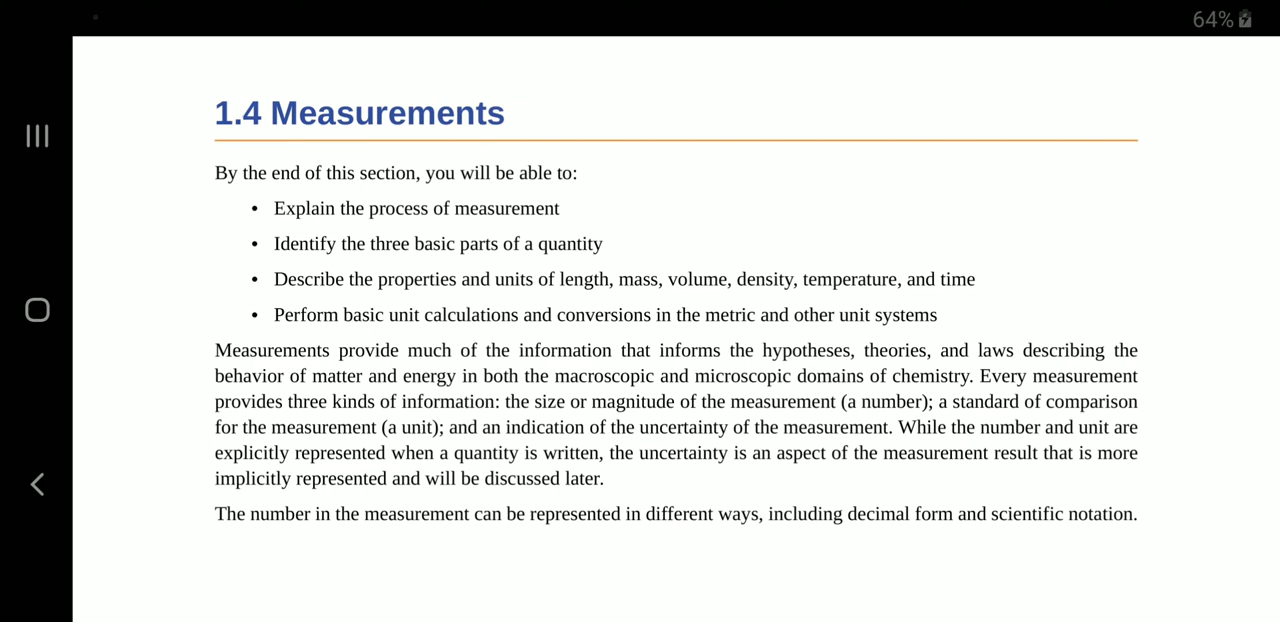 64%
1.4 Measurements
By the end of this section, you will be able to:
• Explain the process of measurement
• Identify the three basic parts of a quantity
• Describe the properties and units of length, mass, volume, density, temperature, and time
• Perform basic unit calculations and conversions in the metric and other unit systems
Measurements provide much of the information that informs the hypotheses, theories, and laws describing the
behavior of matter and energy in both the macroscopic and microscopic domains of chemistry. Every measurement
provides three kinds of information: the size or magnitude of the measurement (a number); a standard of comparison
for the measurement (a unit); and an indication of the uncertainty of the measurement. While the number and unit are
explicitly represented when a quantity is written, the uncertainty is an aspect of the measurement result that is more
implicitly represented and will be discussed later.
The number in the measurement can be represented in different ways, including decimal form and scientific notation.